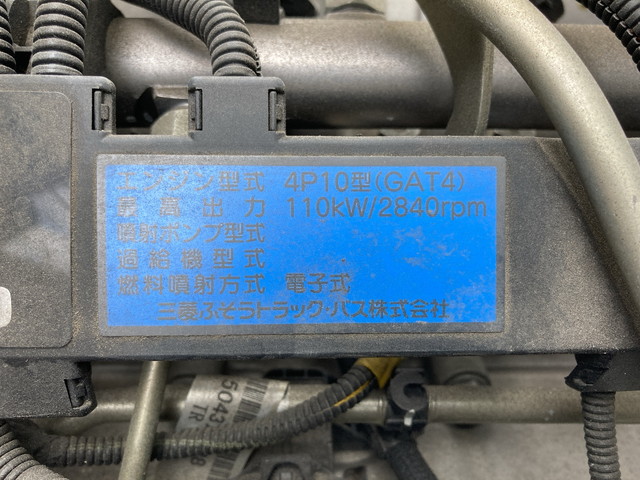 エンジン型式 4P10型(GAT4)
最高出力 110kW/2840rpm
噴射ポンプ型式
過給機型式
燃料噴射方式 電子式
三菱ふそうトラック・バス株式会社
5043
TR